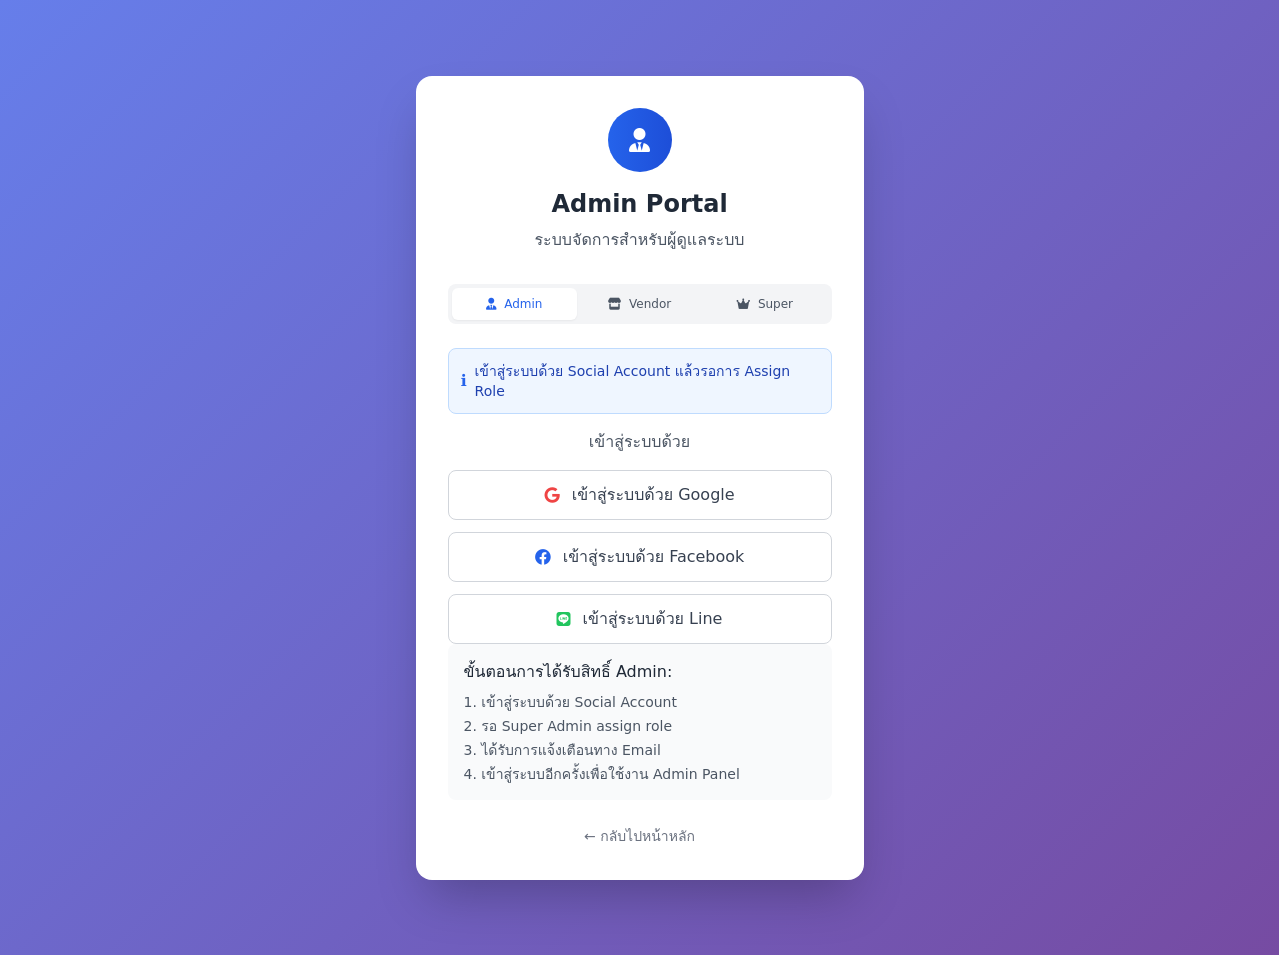 Admin Portal
ระบบจัดการสำหรับผู้ดูแลระบบ
Admin
Vendor
Super
เข้าสู่ระบบด้วย Social Account แล้วรอการ Assign
Role
เข้าสู่ระบบด้วย
เข้าสู่ระบบด้วย Google
เข้าสู่ระบบด้วย Facebook
เข้าสู่ระบบด้วย Line
ขั้นตอนการได้รับสิทธิ์ Admin:
1. เข้าสู่ระบบด้วย Social Account
2. รอ Super Admin assign role
3. ได้รับการแจ้งเตือนทาง Email
4. เข้าสู่ระบบอีกครั้งเพื่อใช้งาน Admin Panel
← กลับไปหน้าหลัก